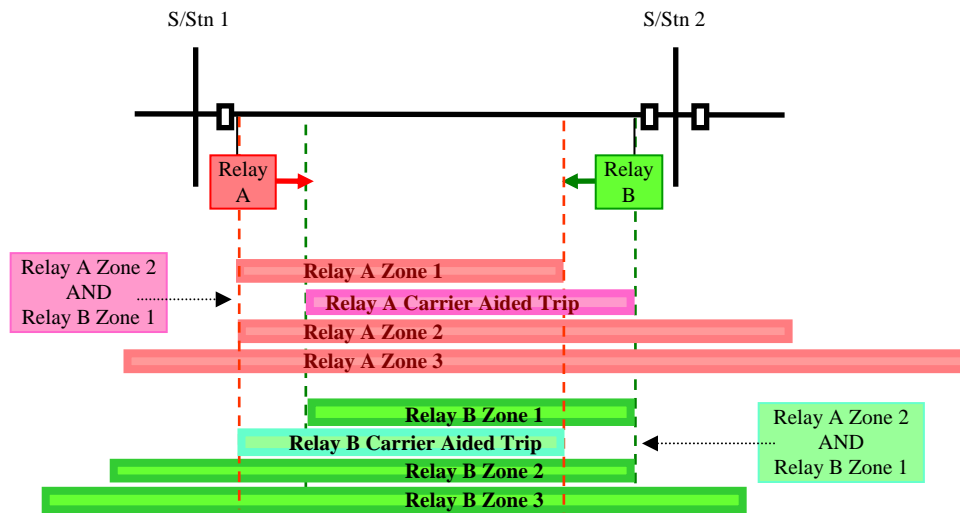 S/Stn 1
S/Stn 2
Relay
A
Relay
B
Relay A Zone 2
AND
Relay B Zone 1
Relay A Zone 1
Relay A Carrier Aided Trip
Relay A Zone 2
Relay A Zone 3
Relay B Zone 1
Relay B Carrier Aided Trip
Relay B Zone 2
Relay B Zone 3
Relay A Zone 2
AND
Relay B Zone 1